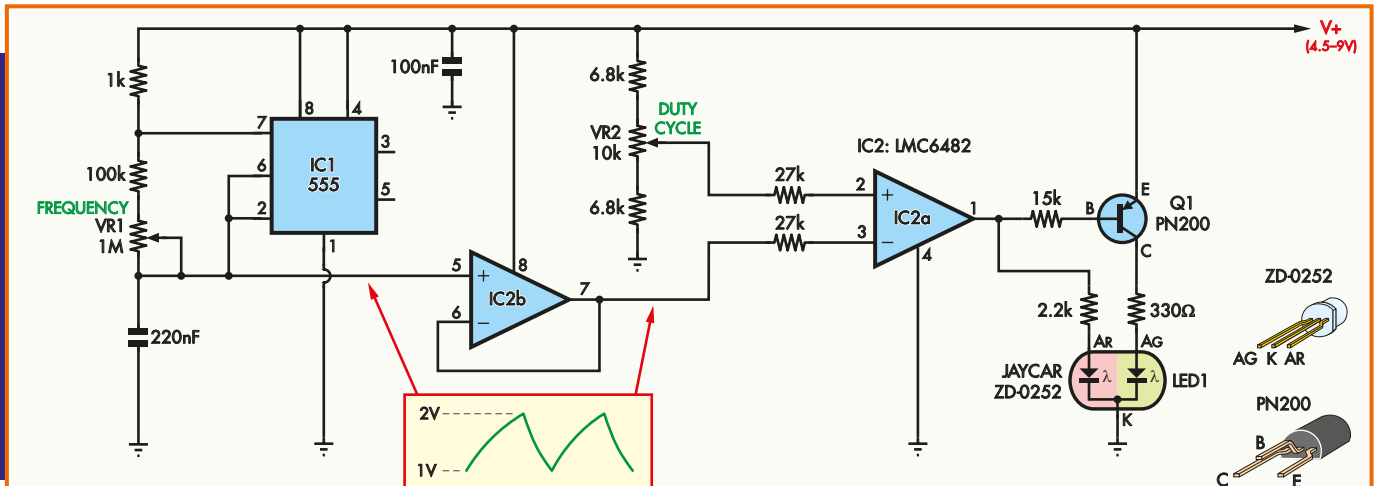 V+
(4.5–9V)
1k
100nF
6.8k
8
4
7
DUTY
CYCLE
3
VR2
10k
IC2: LMC6482
IC1
555
6
100k
27k
E
5
2
15k
Q1
PN200
FREQUENCY
VR1
1M
2
6.8k
+
IC2a
1
B
27k
3
–
1
C
4
5
+
8
ZD-0252
IC2b
7
6
–
2.2k
330Ω
220nF
AR
AG
AG K AR
JAYCAR
ZD-0252
λ
λ
LED1
K
PN200
2V
B
1V
C
E